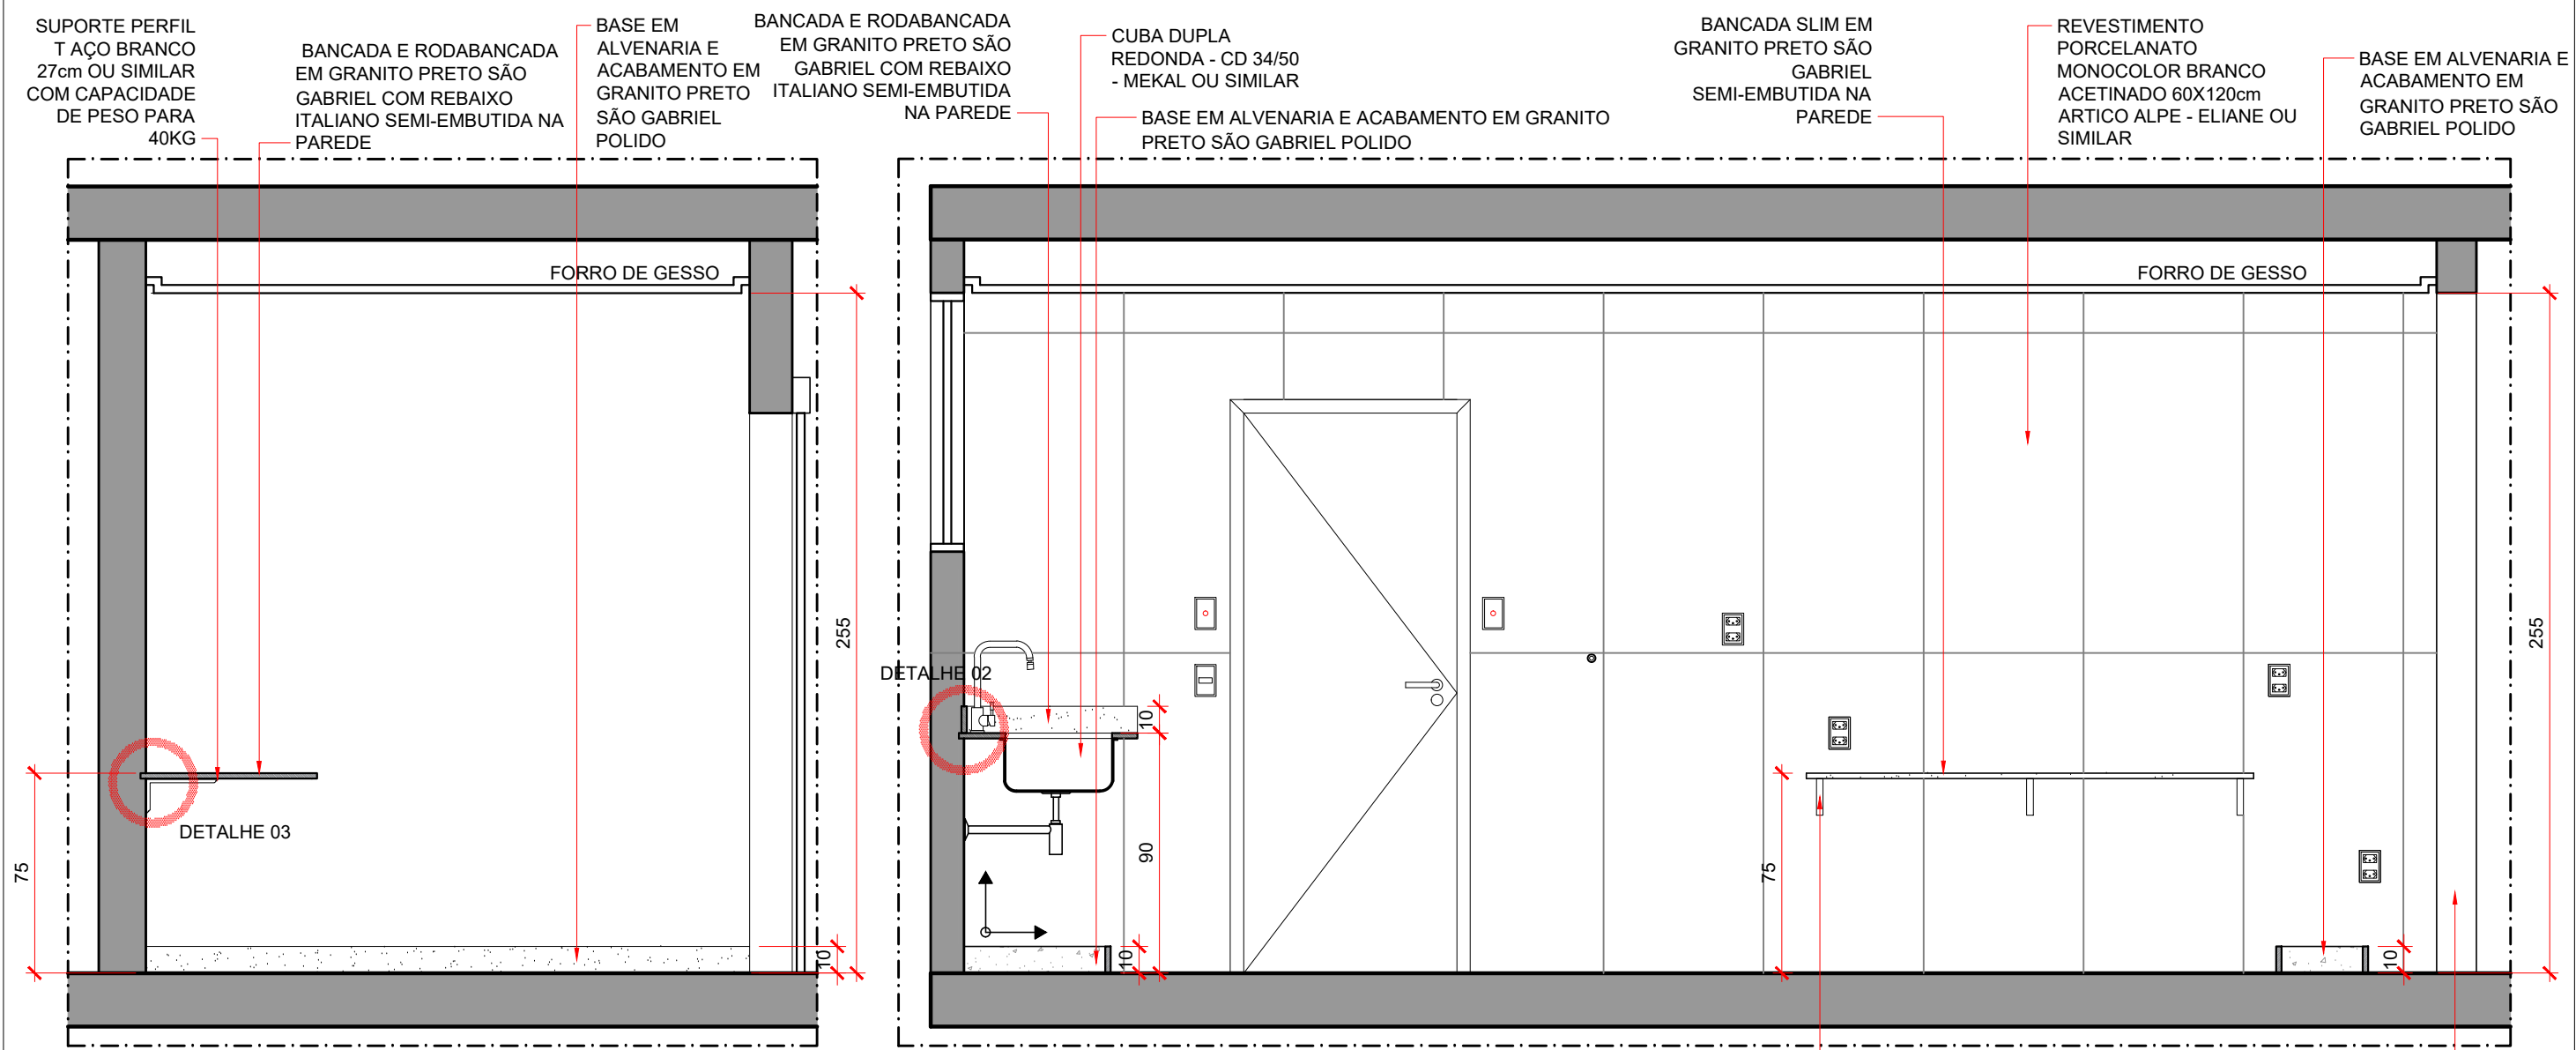 SUPORTE PERFIL
T AÇO BRANCO
27cm OU SIMILAR
COM CAPACIDADE
DE PESO PARA
40KG
BANCADA E RODABANCADA
EM GRANITO PRETO SÃO
GABRIEL COM REBAIXO
ITALIANO SEMI-EMBUTIDA NA
PAREDE
BASE EM
ALVENARIA E
ACABAMENTO EM
GRANITO PRETO
SÃO GABRIEL
POLIDO
BANCADA E RODABANCADA
EM GRANITO PRETO SÃO
GABRIEL COM REBAIXO
ITALIANO SEMI-EMBUTIDA
NA PAREDE
CUBA DUPLA
REDONDA - CD 34/50
- MEKAL OU SIMILAR
BASE EM ALVENARIA E ACABAMENTO EM GRANITO
PRETO SÃO GABRIEL POLIDO
BANCADA SLIM EM
GRANITO PRETO SÃO
GABRIEL
SEMI-EMBUTIDA NA
PAREDE
REVESTIMENTO
PORCELANATO
MONOCOLOR BRANCO
ACETINADO 60X120cm
ARTICO ALPE - ELIANE OU
SIMILAR
BASE EM ALVENARIA E
ACABAMENTO EM
GRANITO PRETO SÃO
GABRIEL POLIDO
FORRO DE GESSO
FORRO DE GESSO
255
255
DETALHE 02
10
DETALHE 03
75
90
75
10
10
10